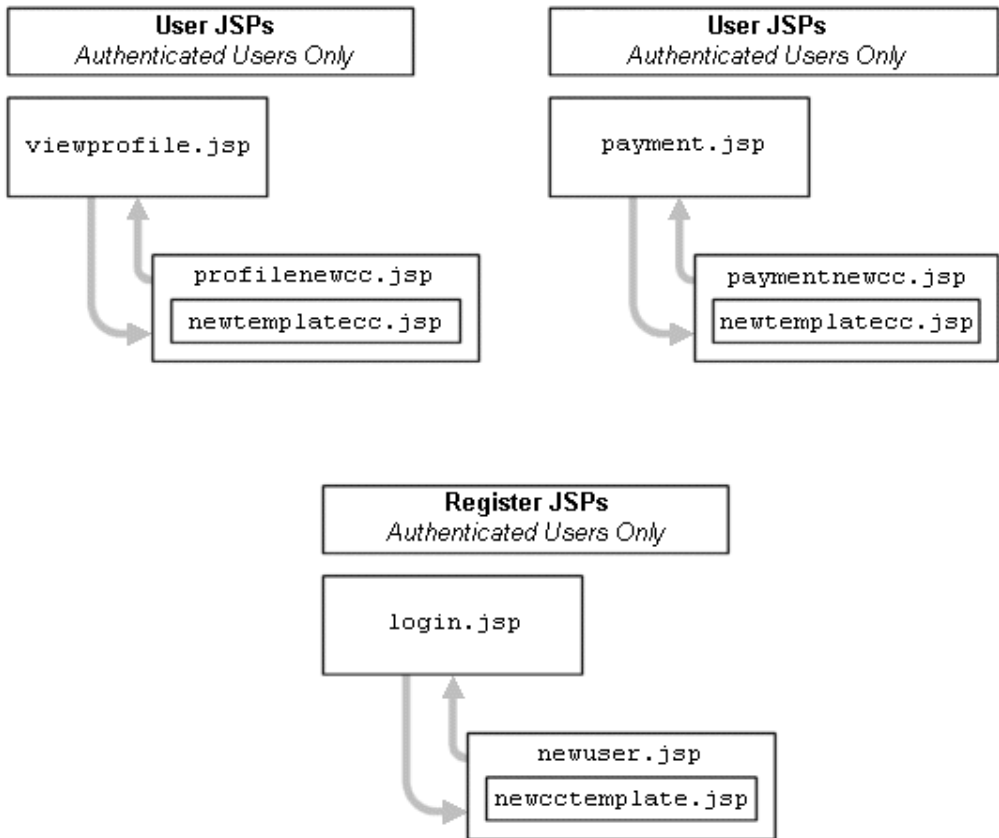 User JSPs
Authenticated Users Only
viewprofile.jsp
profilenewcc.jsp
newtemplatecc.jsp
User JSPs
Authenticated Users Only
payment.jsp
paymentnewcc.jsp
newtemplatecc.jsp
Register JSPs
Authenticated Users Only
login.jsp
newuser.jsp
newcctemplate.jsp